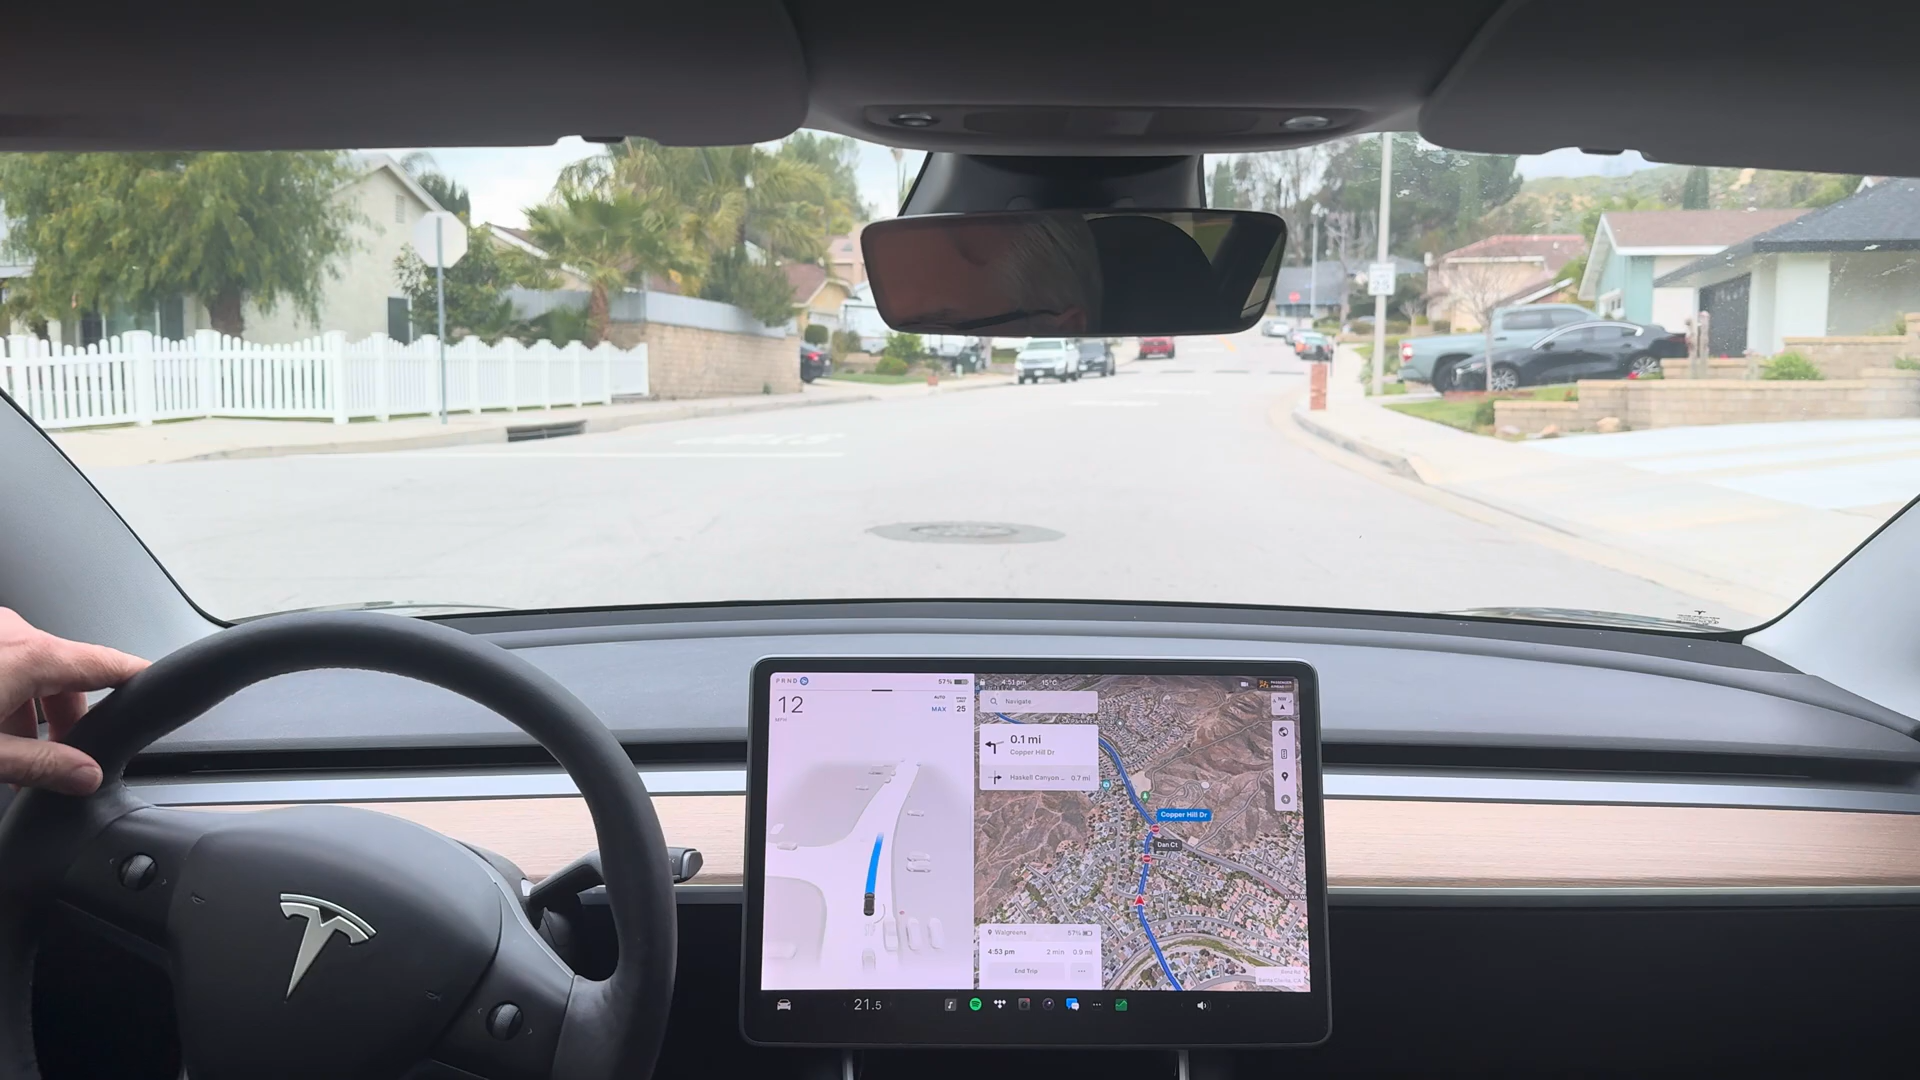 25
PRND
57%
12
MPH
AUTO
MAX
25
4:51 pm
15°C
Navigate
0.1 mi
Copper Hill Dr
Haskell Canyon ...
0.7 mi
Copper Hill Dr
Dan Ct
Walgreens
57%
4:53 pm
2 min
0.9 mi
End Trip
21.5